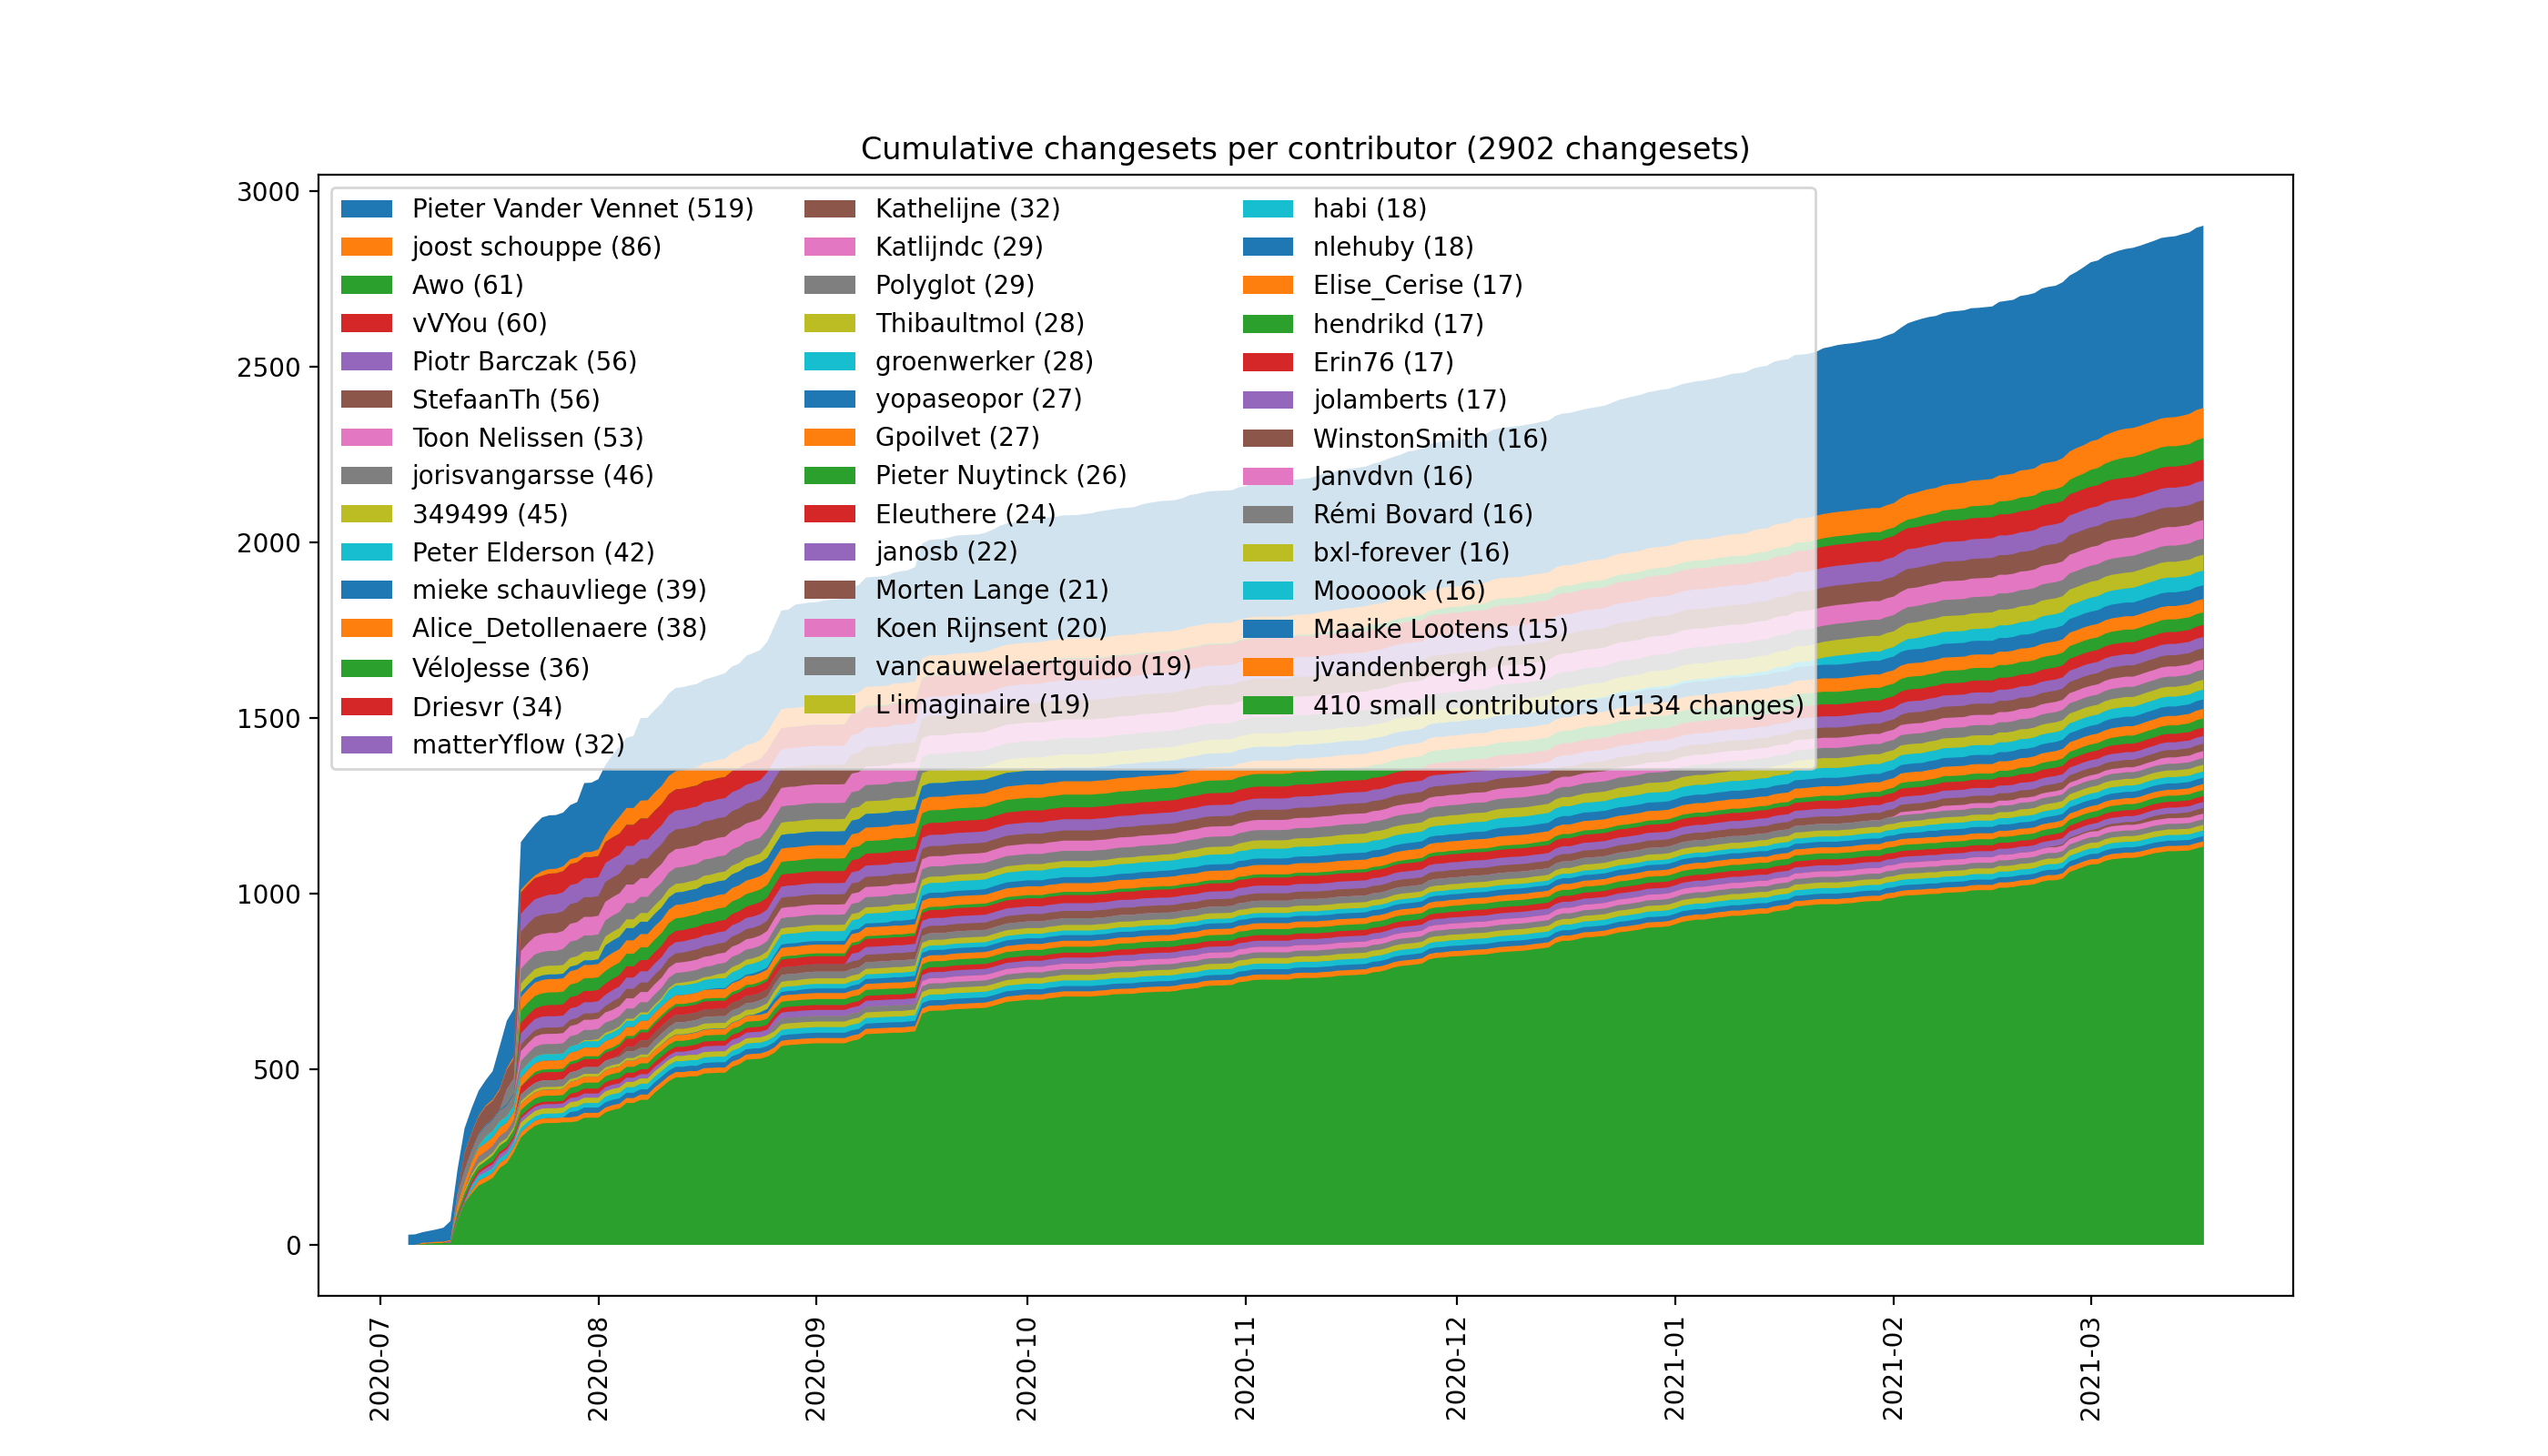 Cumulative changesets per contributor (2902 changesets)
3000
2500
2000
1500
1000
500
0
Pieter Vander Vennet (519)
joost schouppe (86)
Awo (61)
vVYou (60)
Piotr Barczak (56)
StefaanTh (56)
Toon Nelissen (53)
jorisvangarsse (46)
349499 (45)
Peter Elderson (42)
mieke schauvliege (39)
Alice_Detollenaere (38)
VéloJesse (36)
Driesvr (34)
matterYflow (32)
Kathelijne (32)
Katlijndc (29)
Polyglot (29)
Thibaultmol (28)
groenwerker (28)
yopaseopor (27)
Gpoilvet (27)
Pieter Nuytinck (26)
Eleuthere (24)
janosb (22)
Morten Lange (21)
Koen Rijnsent (20)
vancauwelaertguido (19)
L'imaginaire (19)
habi (18)
nlehuby (18)
Elise_Cerise (17)
hendrikd (17)
Erin76 (17)
jolamberts (17)
WinstonSmith (16)
Janvdvn (16)
Rémi Bovard (16)
bxl-forever (16)
Moooook (16)
Maaike Lootens (15)
jvandenbergh (15)
410 small contributors (1134 changes)
2020-07
2020-08
2020-09
2020-10
2020-11
2020-12
2021-01
2021-02
2021-03